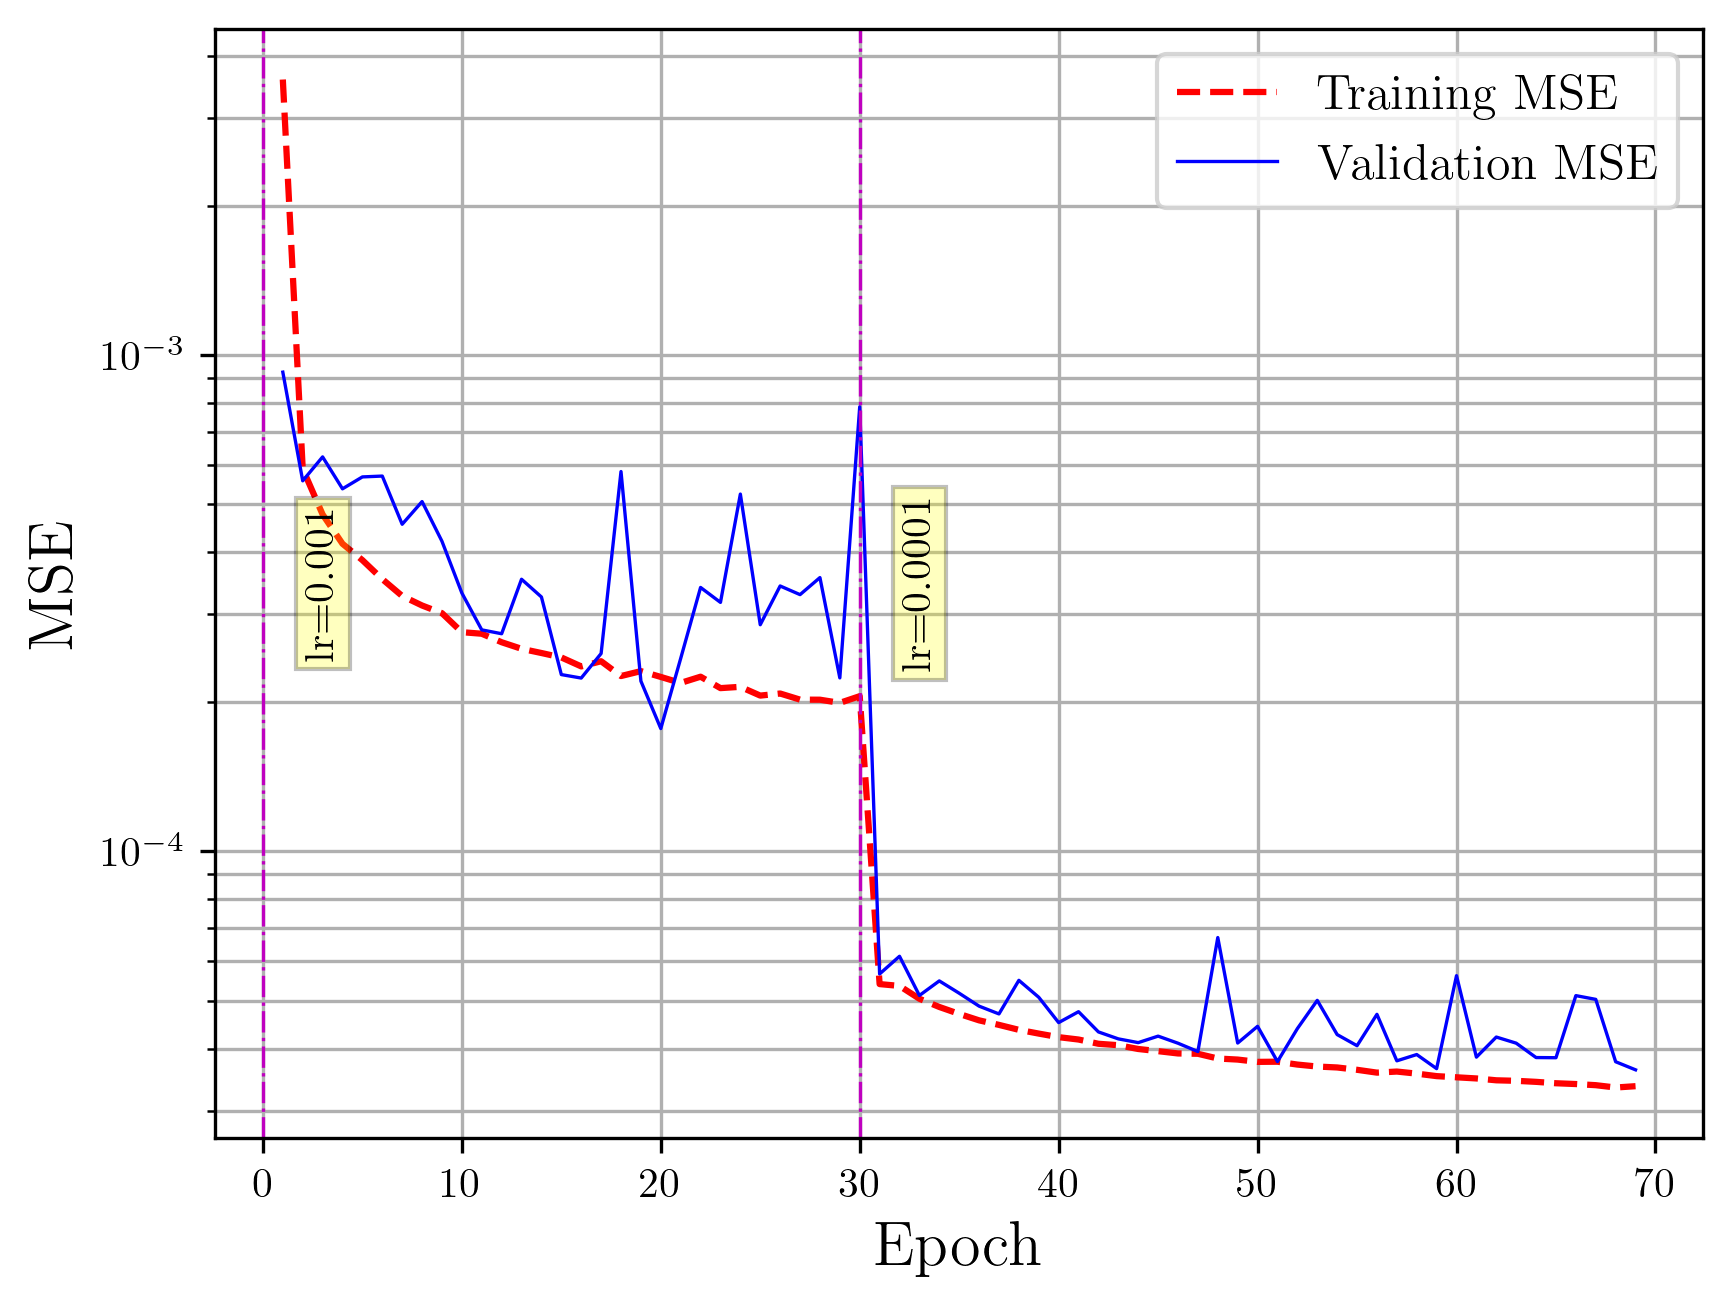 Training MSE
Validation MSE
MSE
10⁻³
10⁻⁴
lr=0.001
lr=0.0001
0 10 20 30 40 50 60 70
Epoch